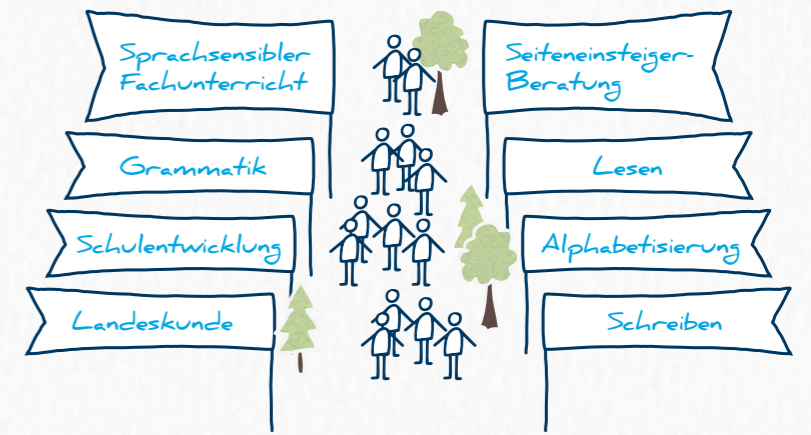 Sprachsensibler
Fachunterricht
Seiteneinsteiger-
Beratung
Grammatik
Lesen
Schulentwicklung
Alphabetisierung
Landeskunde
Schreiben